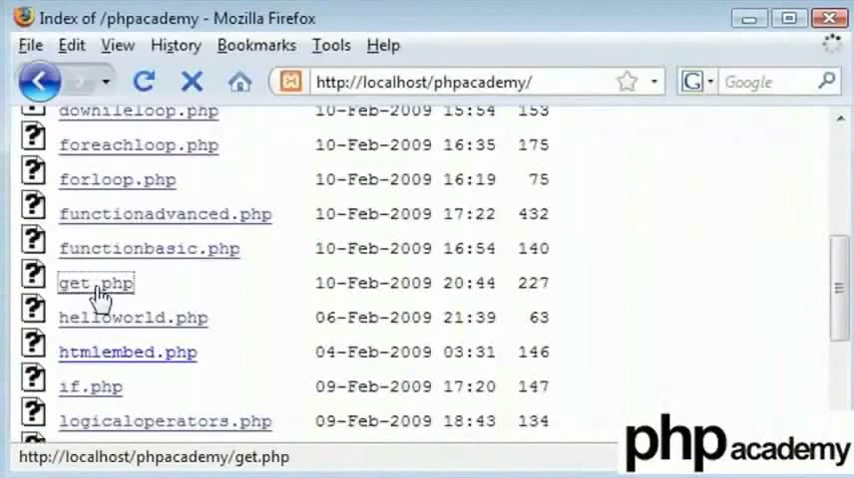 Index of /phpacademy - Mozilla Firefox
File Edit View History Bookmarks Tools Help
http://localhost/phpacademy/ G Google
dowhileloop.php 10-Feb-2009 15:54 153
foreachloop.php 10-Feb-2009 16:35 175
forloop.php 10-Feb-2009 16:19 75
functionadvanced.php 10-Feb-2009 17:22 432
functionbasic.php 10-Feb-2009 16:54 140
get.php 10-Feb-2009 20:44 227
helloworld.php 06-Feb-2009 21:39 63
htmlembed.php 04-Feb-2009 03:31 146
if.php 09-Feb-2009 17:20 147
logicaloperators.php 09-Feb-2009 18:43 134
http://localhost/phpacademy/get.php
php academy